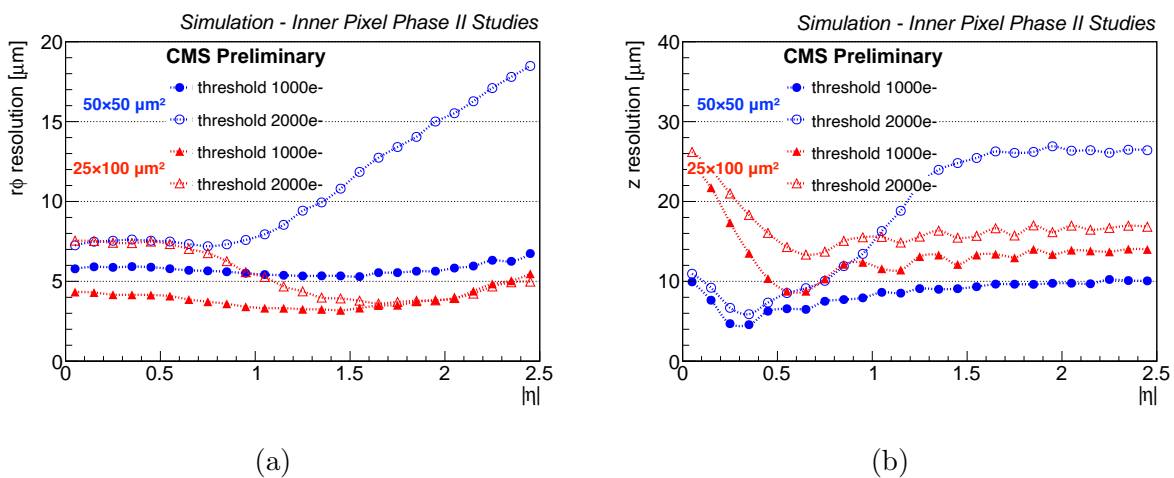 Simulation - Inner Pixel Phase II Studies
CMS Preliminary
50×50 μm²
threshold 1000e-
threshold 2000e-
25×100 μm²
threshold 1000e-
threshold 2000e-
rϕ resolution [μm]
20
15
10
5
0
0 0.5 1 1.5 2 2.5
|η|
(a)
Simulation - Inner Pixel Phase II Studies
CMS Preliminary
50×50 μm²
threshold 1000e-
threshold 2000e-
25×100 μm²
threshold 1000e-
threshold 2000e-
z resolution [μm]
40
30
20
10
0
0 0.5 1 1.5 2 2.5
|η|
(b)